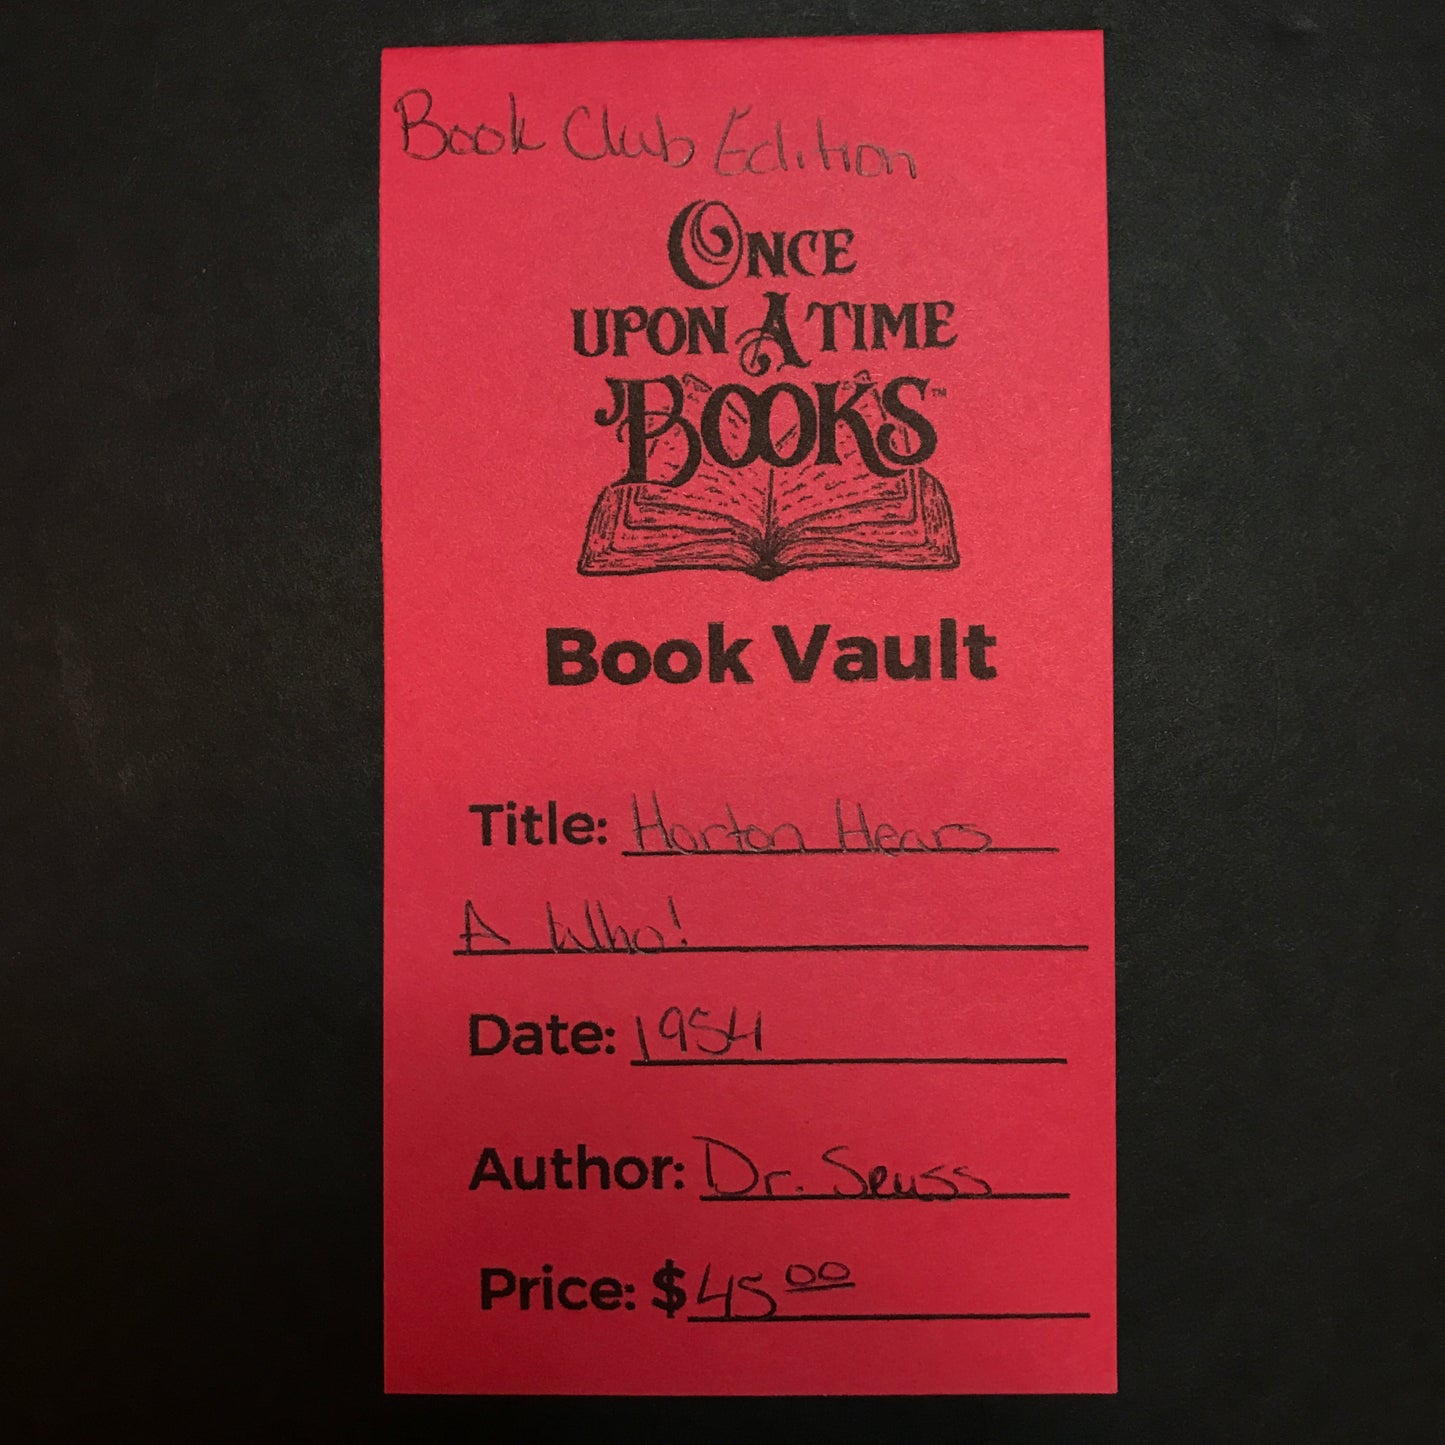 Book Club Edition
ONCE
UPON A TIME
BOOKS™
Book Vault
Title: Horton Hears
A Who!
Date: 1954
Author: Dr. Seuss
Price: $45 00